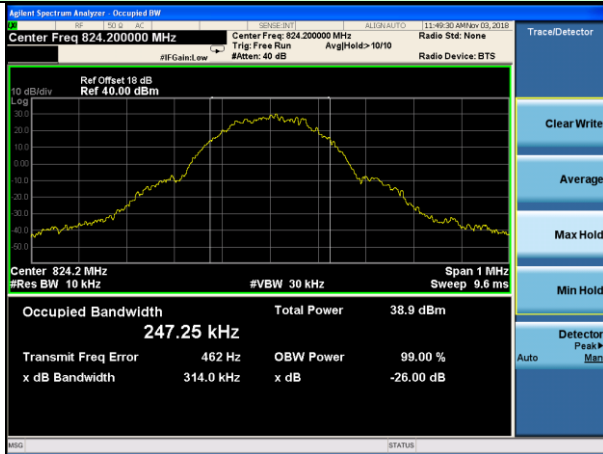 Agilent Spectrum Analyzer - Occupied BW
RF 50 Ω AC SENSE:INT ALIGNAUTO 11:49:30 AM Nov 03, 2018
Center Freq 824.200000 MHz
Center Freq: 824.200000 MHz
Radio Std: None
Trig: Free Run Avg|Hold:> 10/10
#IFGain:Low
#Atten: 40 dB
Radio Device: BTS
Trace/Detector
Ref Offset 18 dB
10 dB/div Ref 40.00 dBm
Log
30.0
20.0
10.0
0.00
-10.0
-20.0
-30.0
-40.0
-50.0
Center 824.2 MHz
Span 1 MHz
#Res BW 10 kHz
#VBW 30 kHz
Sweep 9.6 ms
Occupied Bandwidth
Total Power 38.9 dBm
247.25 kHz
Transmit Freq Error 462 Hz
OBW Power 99.00 %
x dB Bandwidth 314.0 kHz
x dB -26.00 dB
Clear Write
Average
Max Hold
Min Hold
Detector
Peak▶
Auto Man
MSG
STATUS